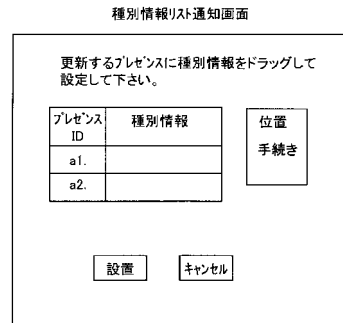 種別情報リスト通知画面
更新するプレゼンスに種別情報をドラッグして
設定して下さい。
プレゼンス
ID
種別情報
a1.
a2.
位置
手続き
設置
キャンセル